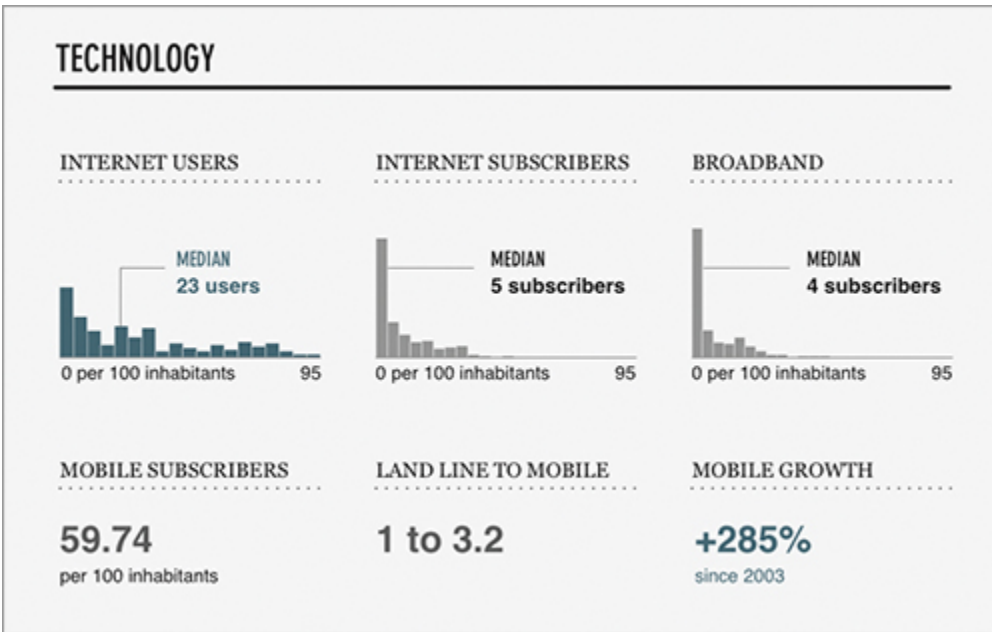 TECHNOLOGY
INTERNET USERS
MEDIAN
23 users
0 per 100 inhabitants 95
INTERNET SUBSCRIBERS
MEDIAN
5 subscribers
0 per 100 inhabitants 95
BROADBAND
MEDIAN
4 subscribers
0 per 100 inhabitants 95
MOBILE SUBSCRIBERS
59.74
per 100 inhabitants
LAND LINE TO MOBILE
1 to 3.2
MOBILE GROWTH
+285%
since 2003